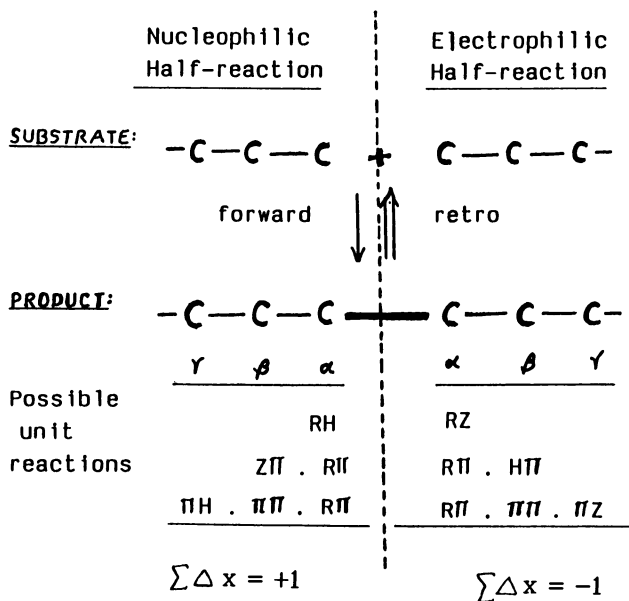 Nucleophilic Electrophilic
Half-reaction Half-reaction
SUBSTRATE: -C-C-C + C-C-C-
forward retro
PRODUCT: -C-C-C-C-C-C-
γ β α α β γ
Possible RH RZ
unit
reactions Zπ . Rπ Rπ . Hπ
πH . ππ . Rπ Rπ . ππ . πZ
∑Δx = +1 ∑Δx = -1